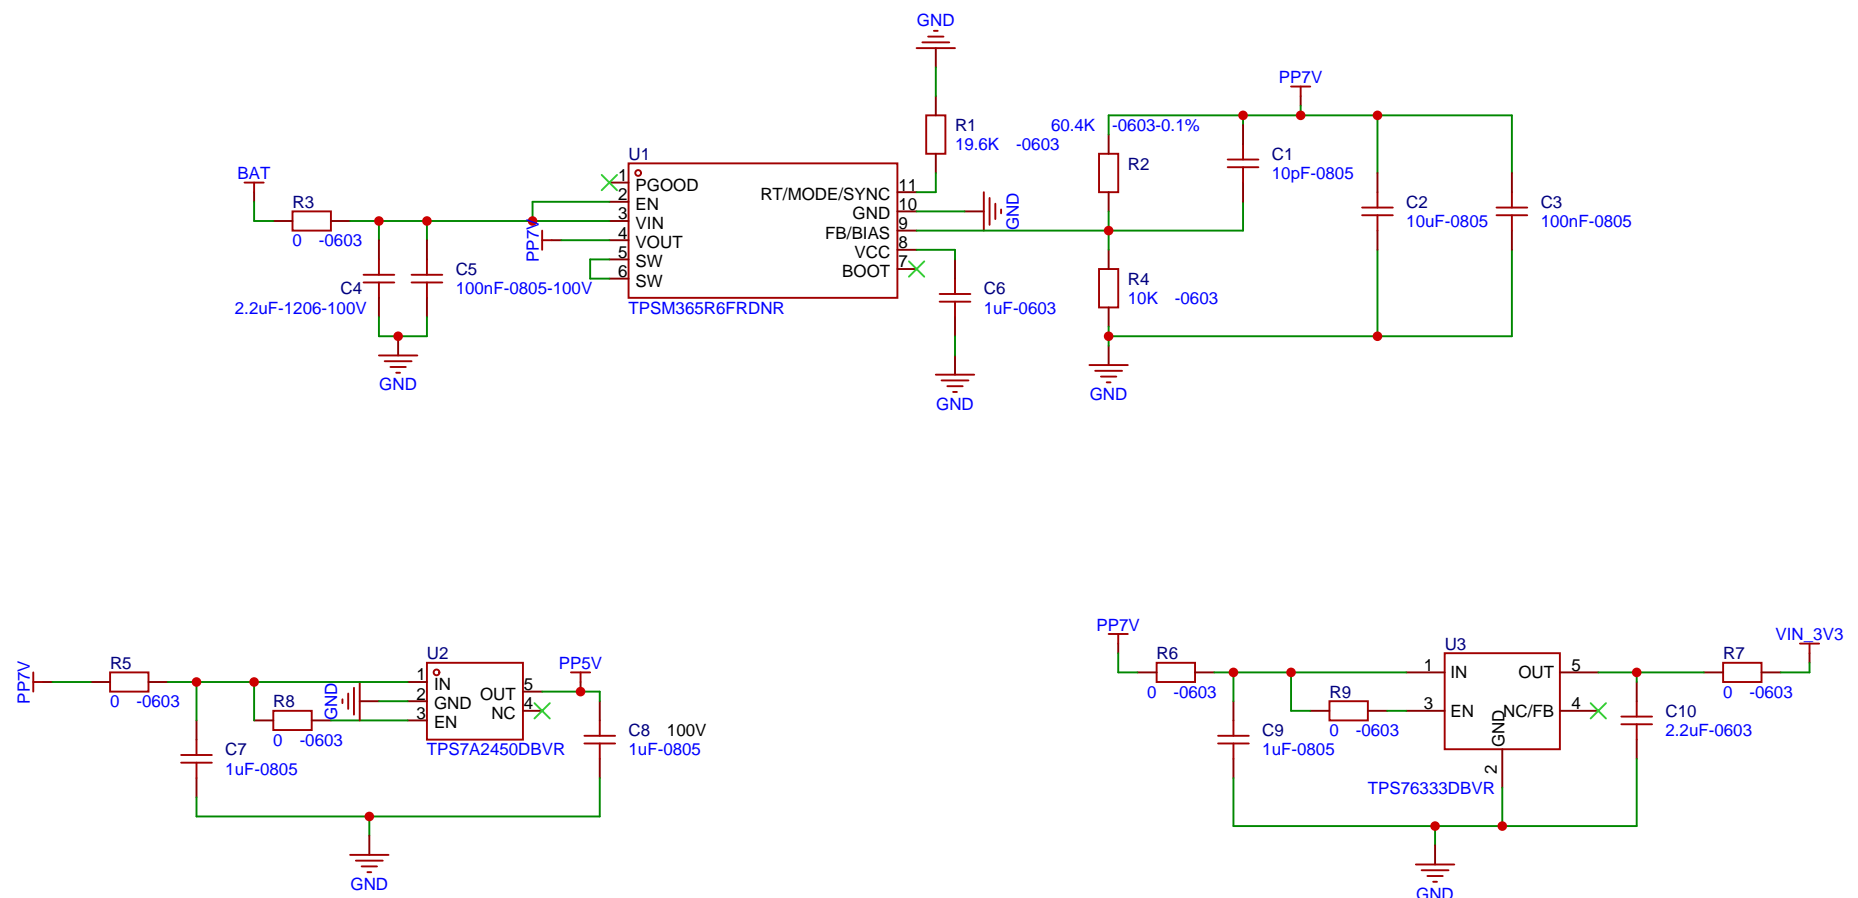 GND
R1
19.6K -0603
60.4K -0603-0.1%
R2
PP7V
C1
10pF-0805
C2
10uF-0805
C3
100nF-0805
BAT
R3
0 -0603
C4
2.2uF-1206-100V
C5
100nF-0805-100V
GND
PP7V
U1
1 PGOOD
2 EN
3 VIN
4 VOUT
5 SW
6 SW
RT/MODE/SYNC 11
GND 10
FB/BIAS 9
VCC 8
BOOT 7
TPSM365R6FRDNR
GND
C6
1uF-0603
GND
R4
10K -0603
GND
PP7V
R5
0 -0603
R8
0 -0603
GND
C7
1uF-0805
U2
1 IN
2 GND
3 EN
OUT 5
NC 4
TPS7A2450DBVR
PP5V
C8 100V
1uF-0805
GND
PP7V
R6
0 -0603
R9
0 -0603
C9
1uF-0805
U3
1 IN
3 EN
OUT 5
NC/FB 4
GND
2
TPS76333DBVR
R7
0 -0603
VIN_3V3
C10
2.2uF-0603
GND